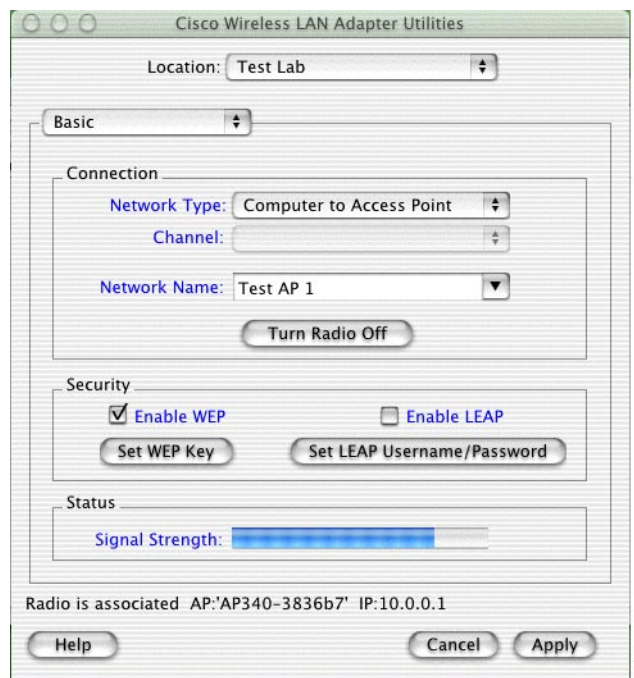 Cisco Wireless LAN Adapter Utilities
Location: Test Lab
Basic
Connection
Network Type: Computer to Access Point
Channel:
Network Name: Test AP 1
Turn Radio Off
Security
Enable WEP Enable LEAP
Set WEP Key Set LEAP Username/Password
Status
Signal Strength:
Radio is associated AP:'AP340-3836b7' IP:10.0.0.1
Help Cancel Apply